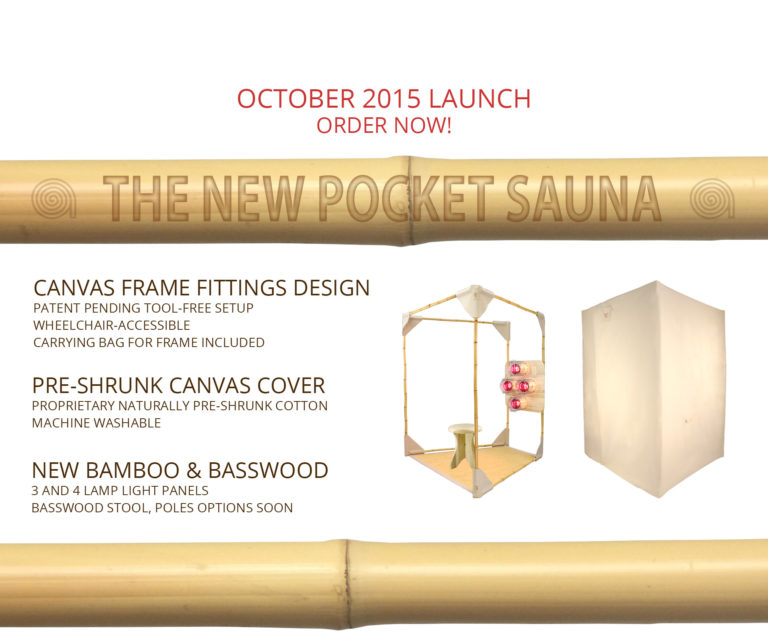 OCTOBER 2015 LAUNCH
ORDER NOW!
THE NEW POCKET SAUNA
CANVAS FRAME FITTINGS DESIGN
PATENT PENDING TOOL-FREE SETUP
WHEELCHAIR-ACCESSIBLE
CARRYING BAG FOR FRAME INCLUDED
PRE-SHRUNK CANVAS COVER
PROPRIETARY NATURALLY PRE-SHRUNK COTTON
MACHINE WASHABLE
NEW BAMBOO & BASSWOOD
3 AND 4 LAMP LIGHT PANELS
BASSWOOD STOOL, POLES OPTIONS SOON